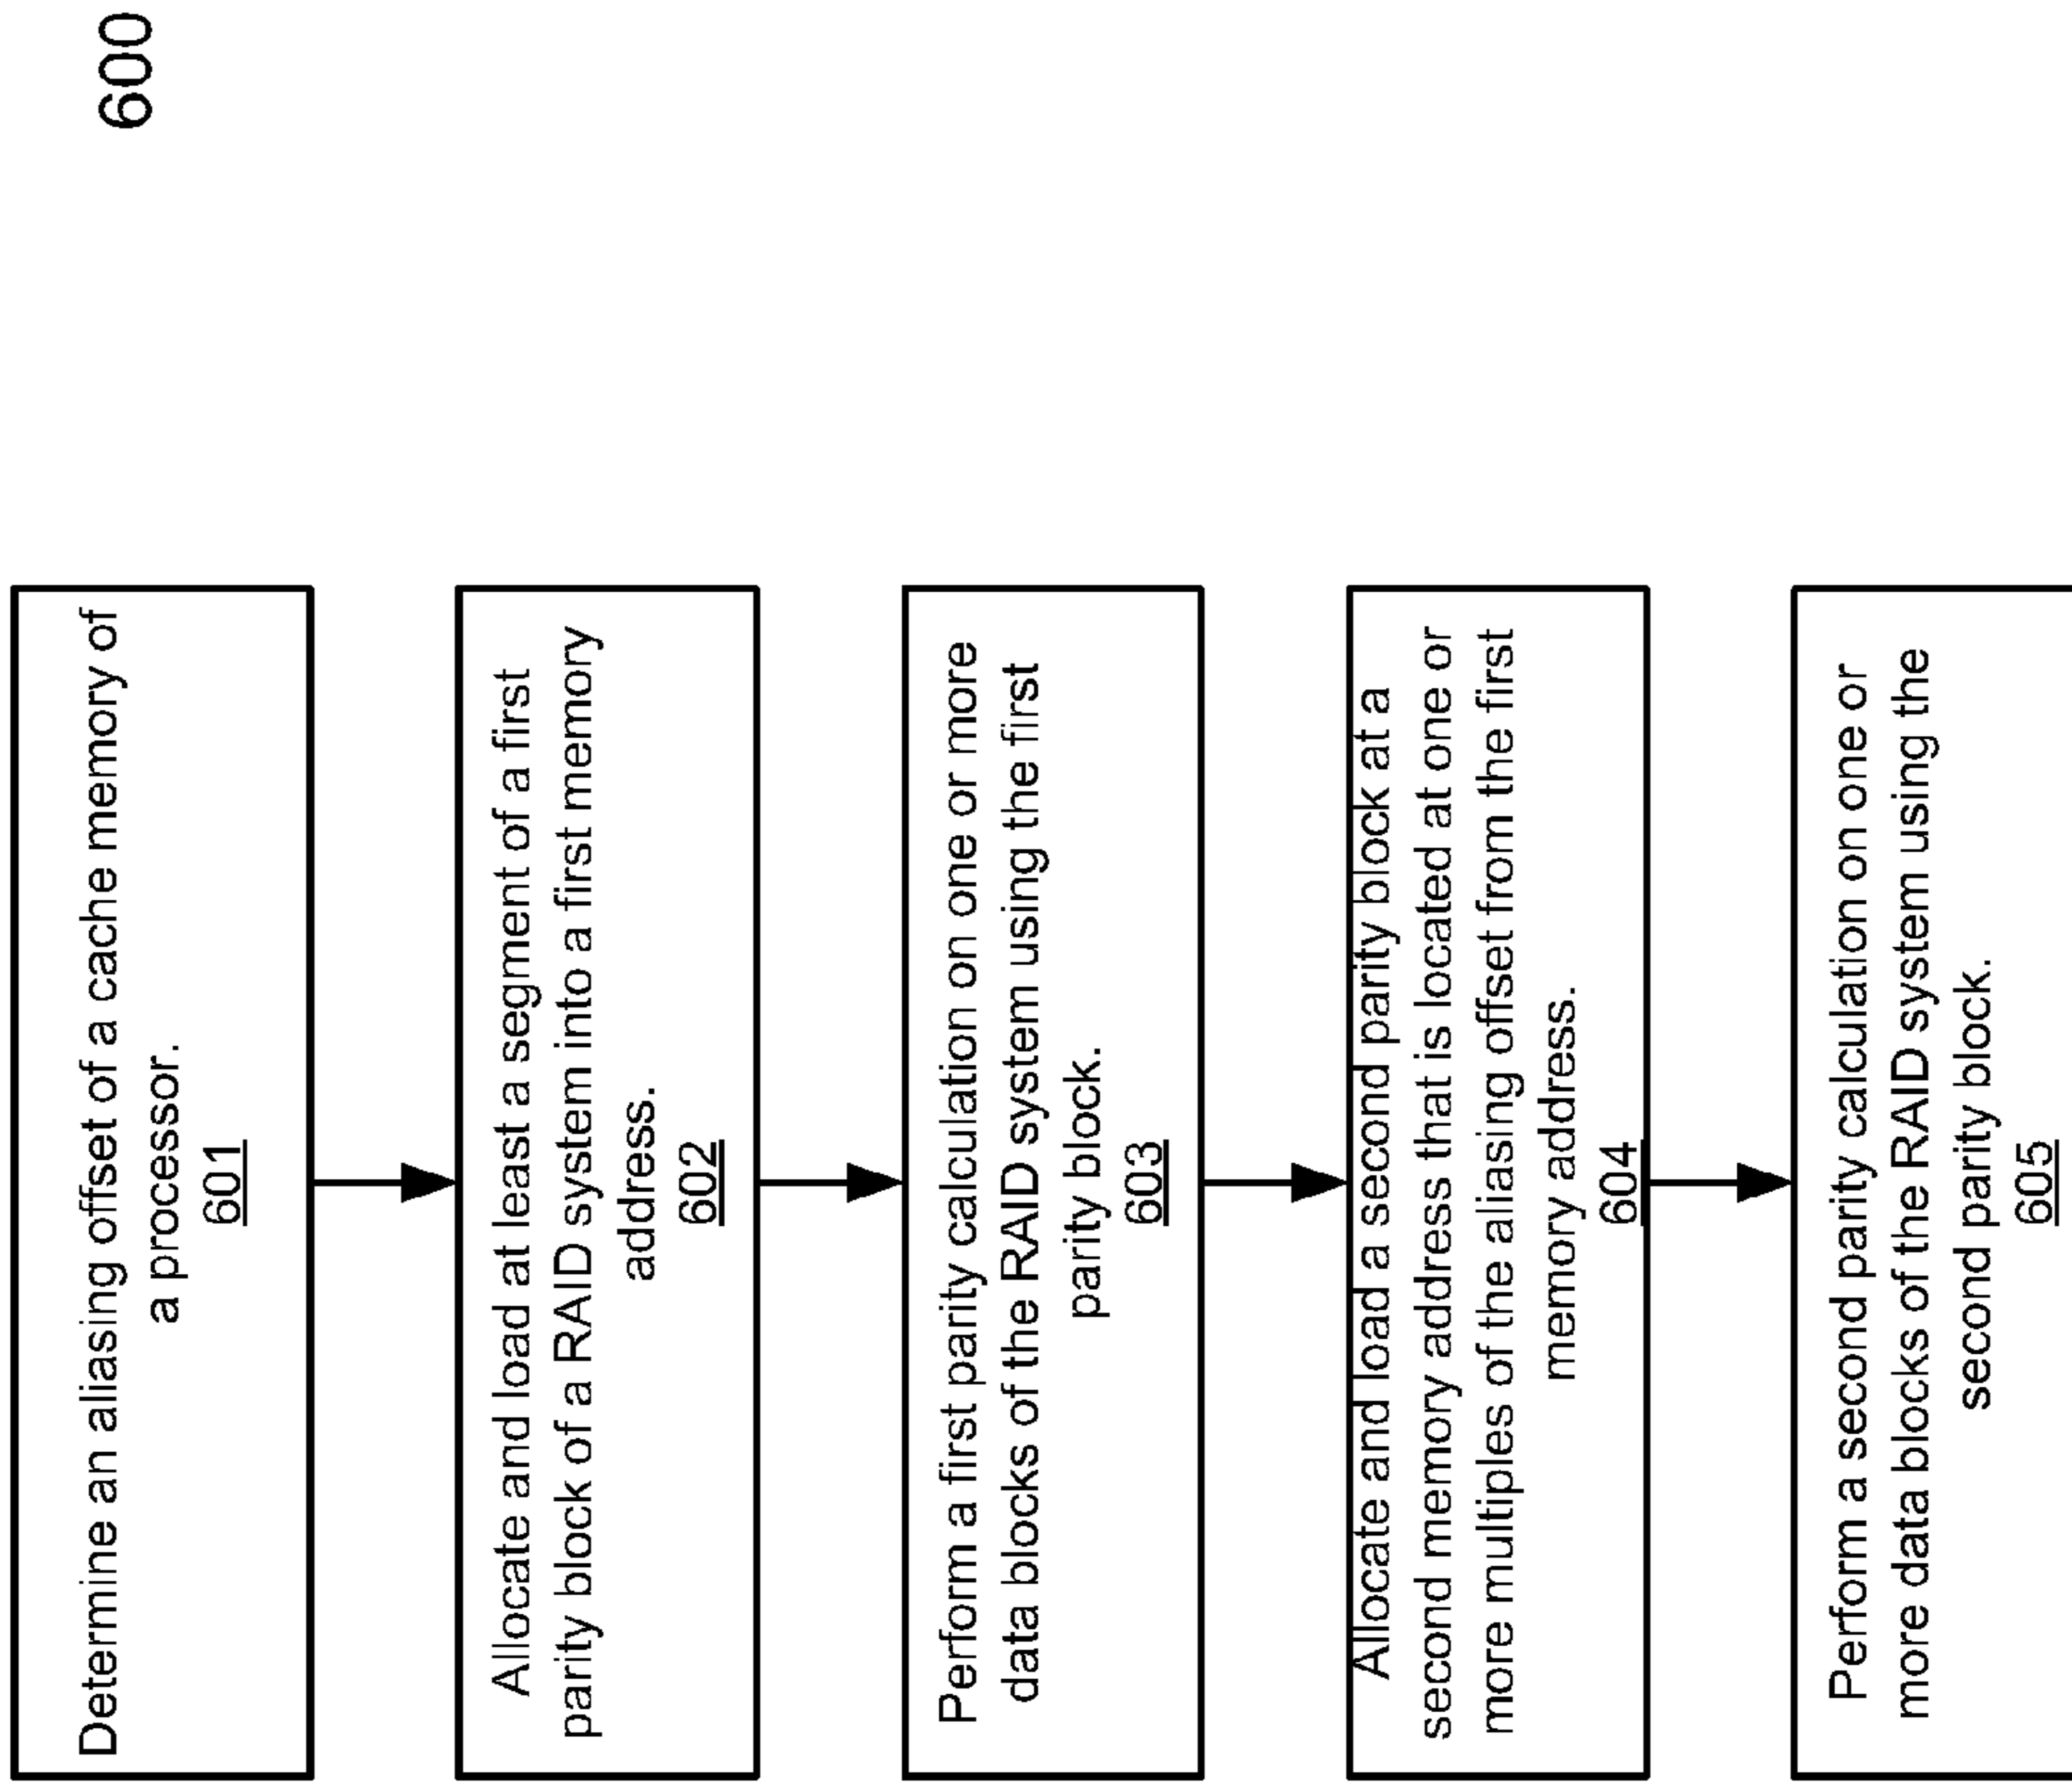 600
Determine an aliasing offset of a cache memory of
a processor.
601
Allocate and load at least a segment of a first
parity block of a RAID system into a first memory
address.
602
Perform a first parity calculation on one or more
data blocks of the RAID system using the first
parity block.
603
Allocate and load a second parity block at a
second memory address that is located at one or
more multiples of the aliasing offset from the first
memory address.
604
Perform a second parity calculation on one or
more data blocks of the RAID system using the
second parity block.
605